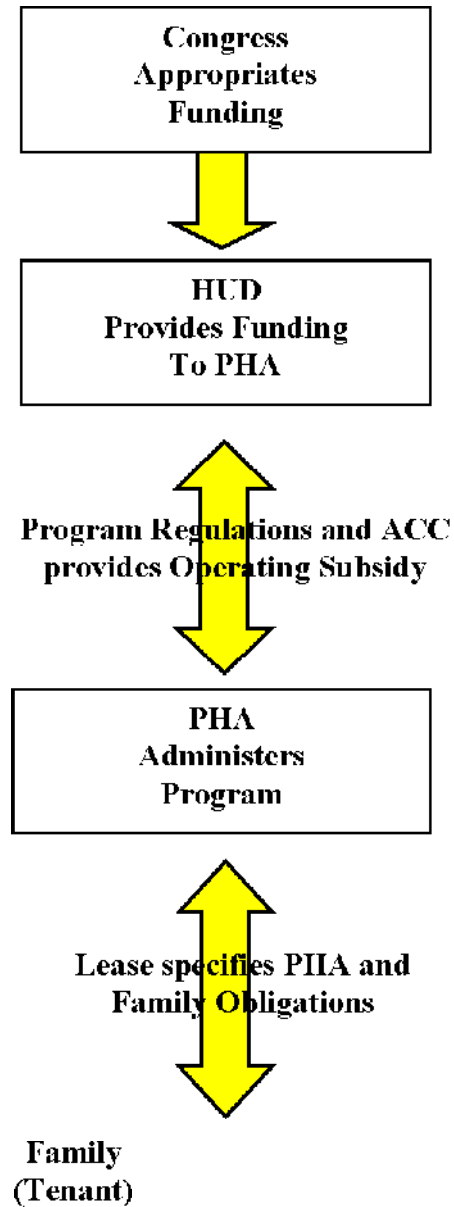 Congress
Appropriates
Funding
HUD
Provides Funding
To PHA
Program Regulations and ACC
provides Operating Subsidy
PHA
Administers
Program
Lease specifies PHA and
Family Obligations
Family
(Tenant)